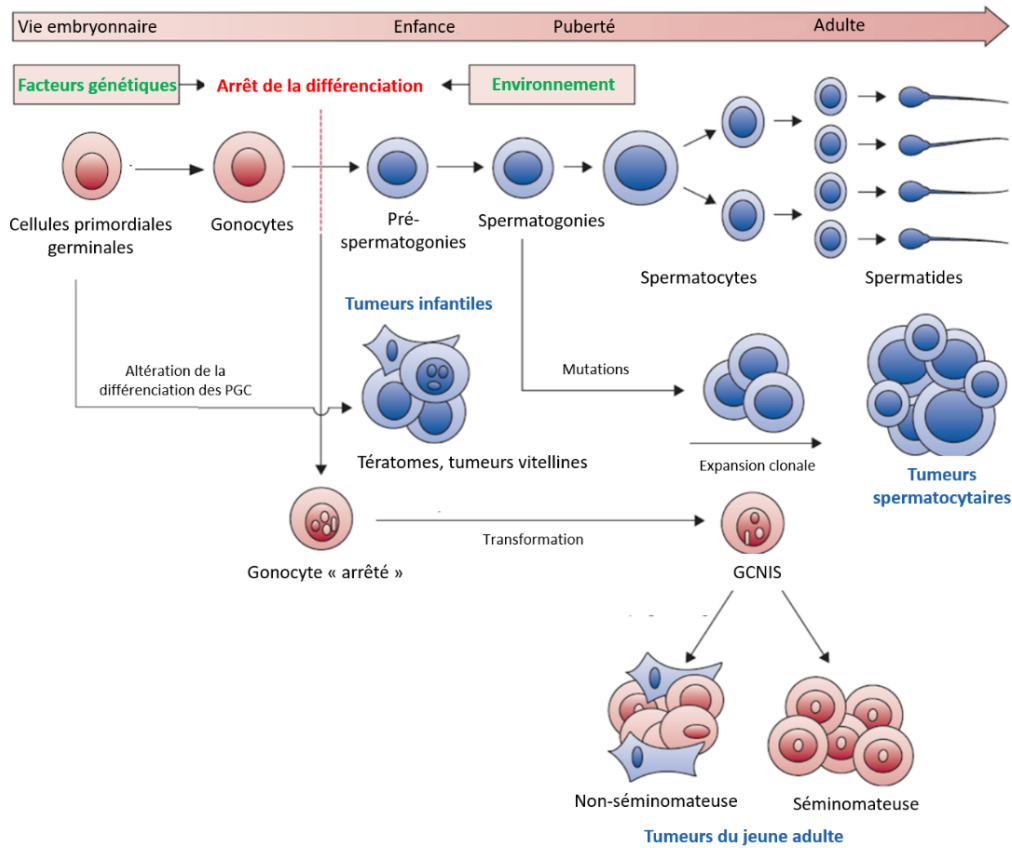 Vie embryonnaire
Enfance
Puberté
Adulte
Facteurs génétiques
Arrêt de la différenciation
Environnement
Cellules primordiales
germinales
Gonocytes
Pré-
spermatogonies
Spermatogonies
Spermatocytes
Spermatides
Tumeurs infantiles
Altération de la
différenciation des PGC
Mutations
Tératomes, tumeurs vitellines
Expansion clonale
Tumeurs
spermatocytaires
Gonocyte « arrêté »
Transformation
GCNIS
Non-séminomateuse
Séminomateuse
Tumeurs du jeune adulte